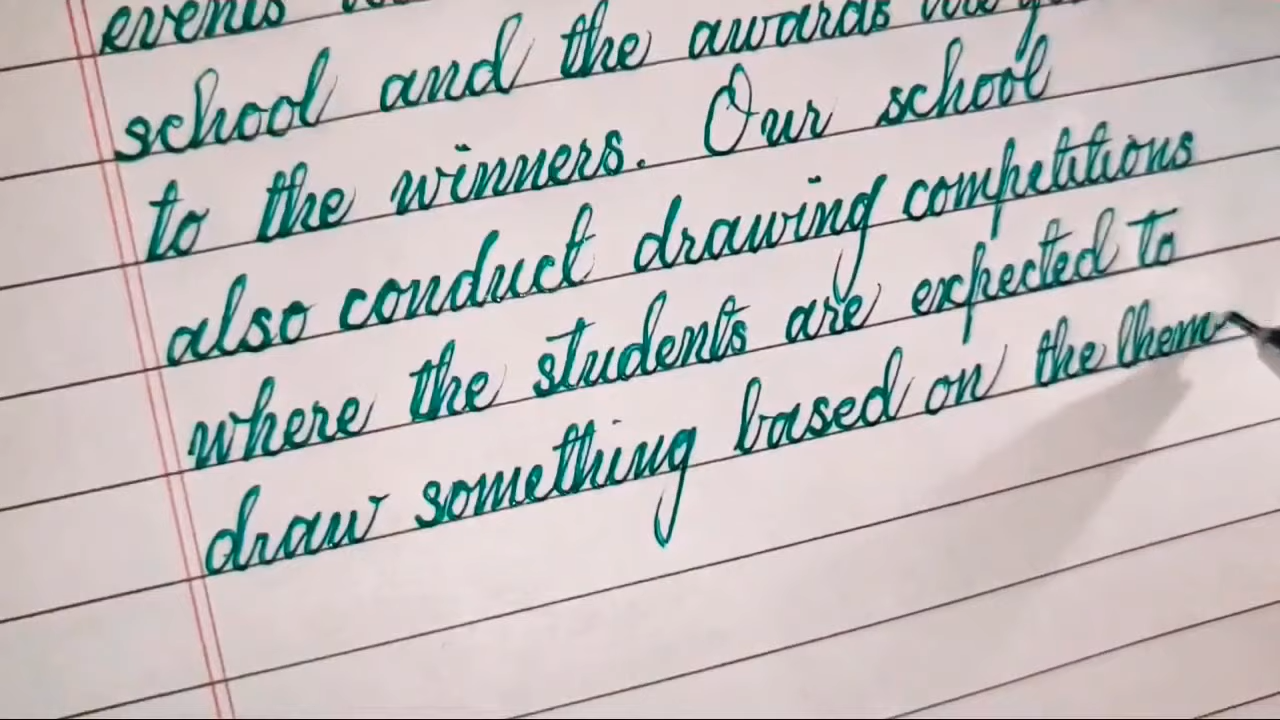 events
school and the awards
to the winners. Our school
also conduct drawing competitions
where the students are expected to
draw something based on the them